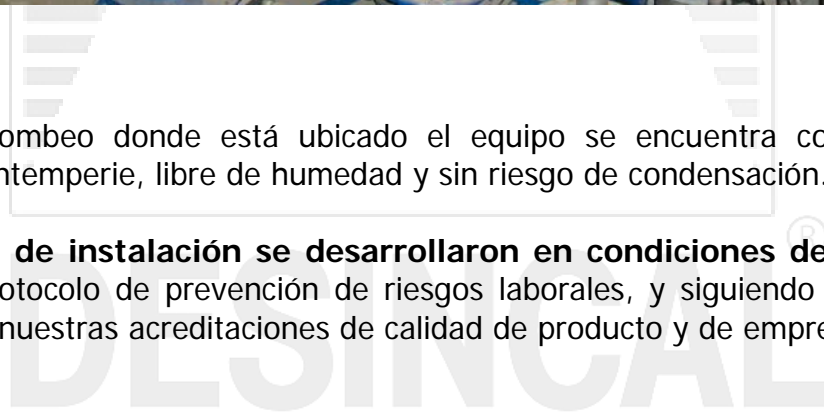 ombeo donde está ubicado el equipo se encuentra co
ntemperie, libre de humedad y sin riesgo de condensación.
de instalación se desarrollaron en condiciones de
otocolo de prevención de riesgos laborales, y siguiendo
nuestras acreditaciones de calidad de producto y de empre
DESINCAL®